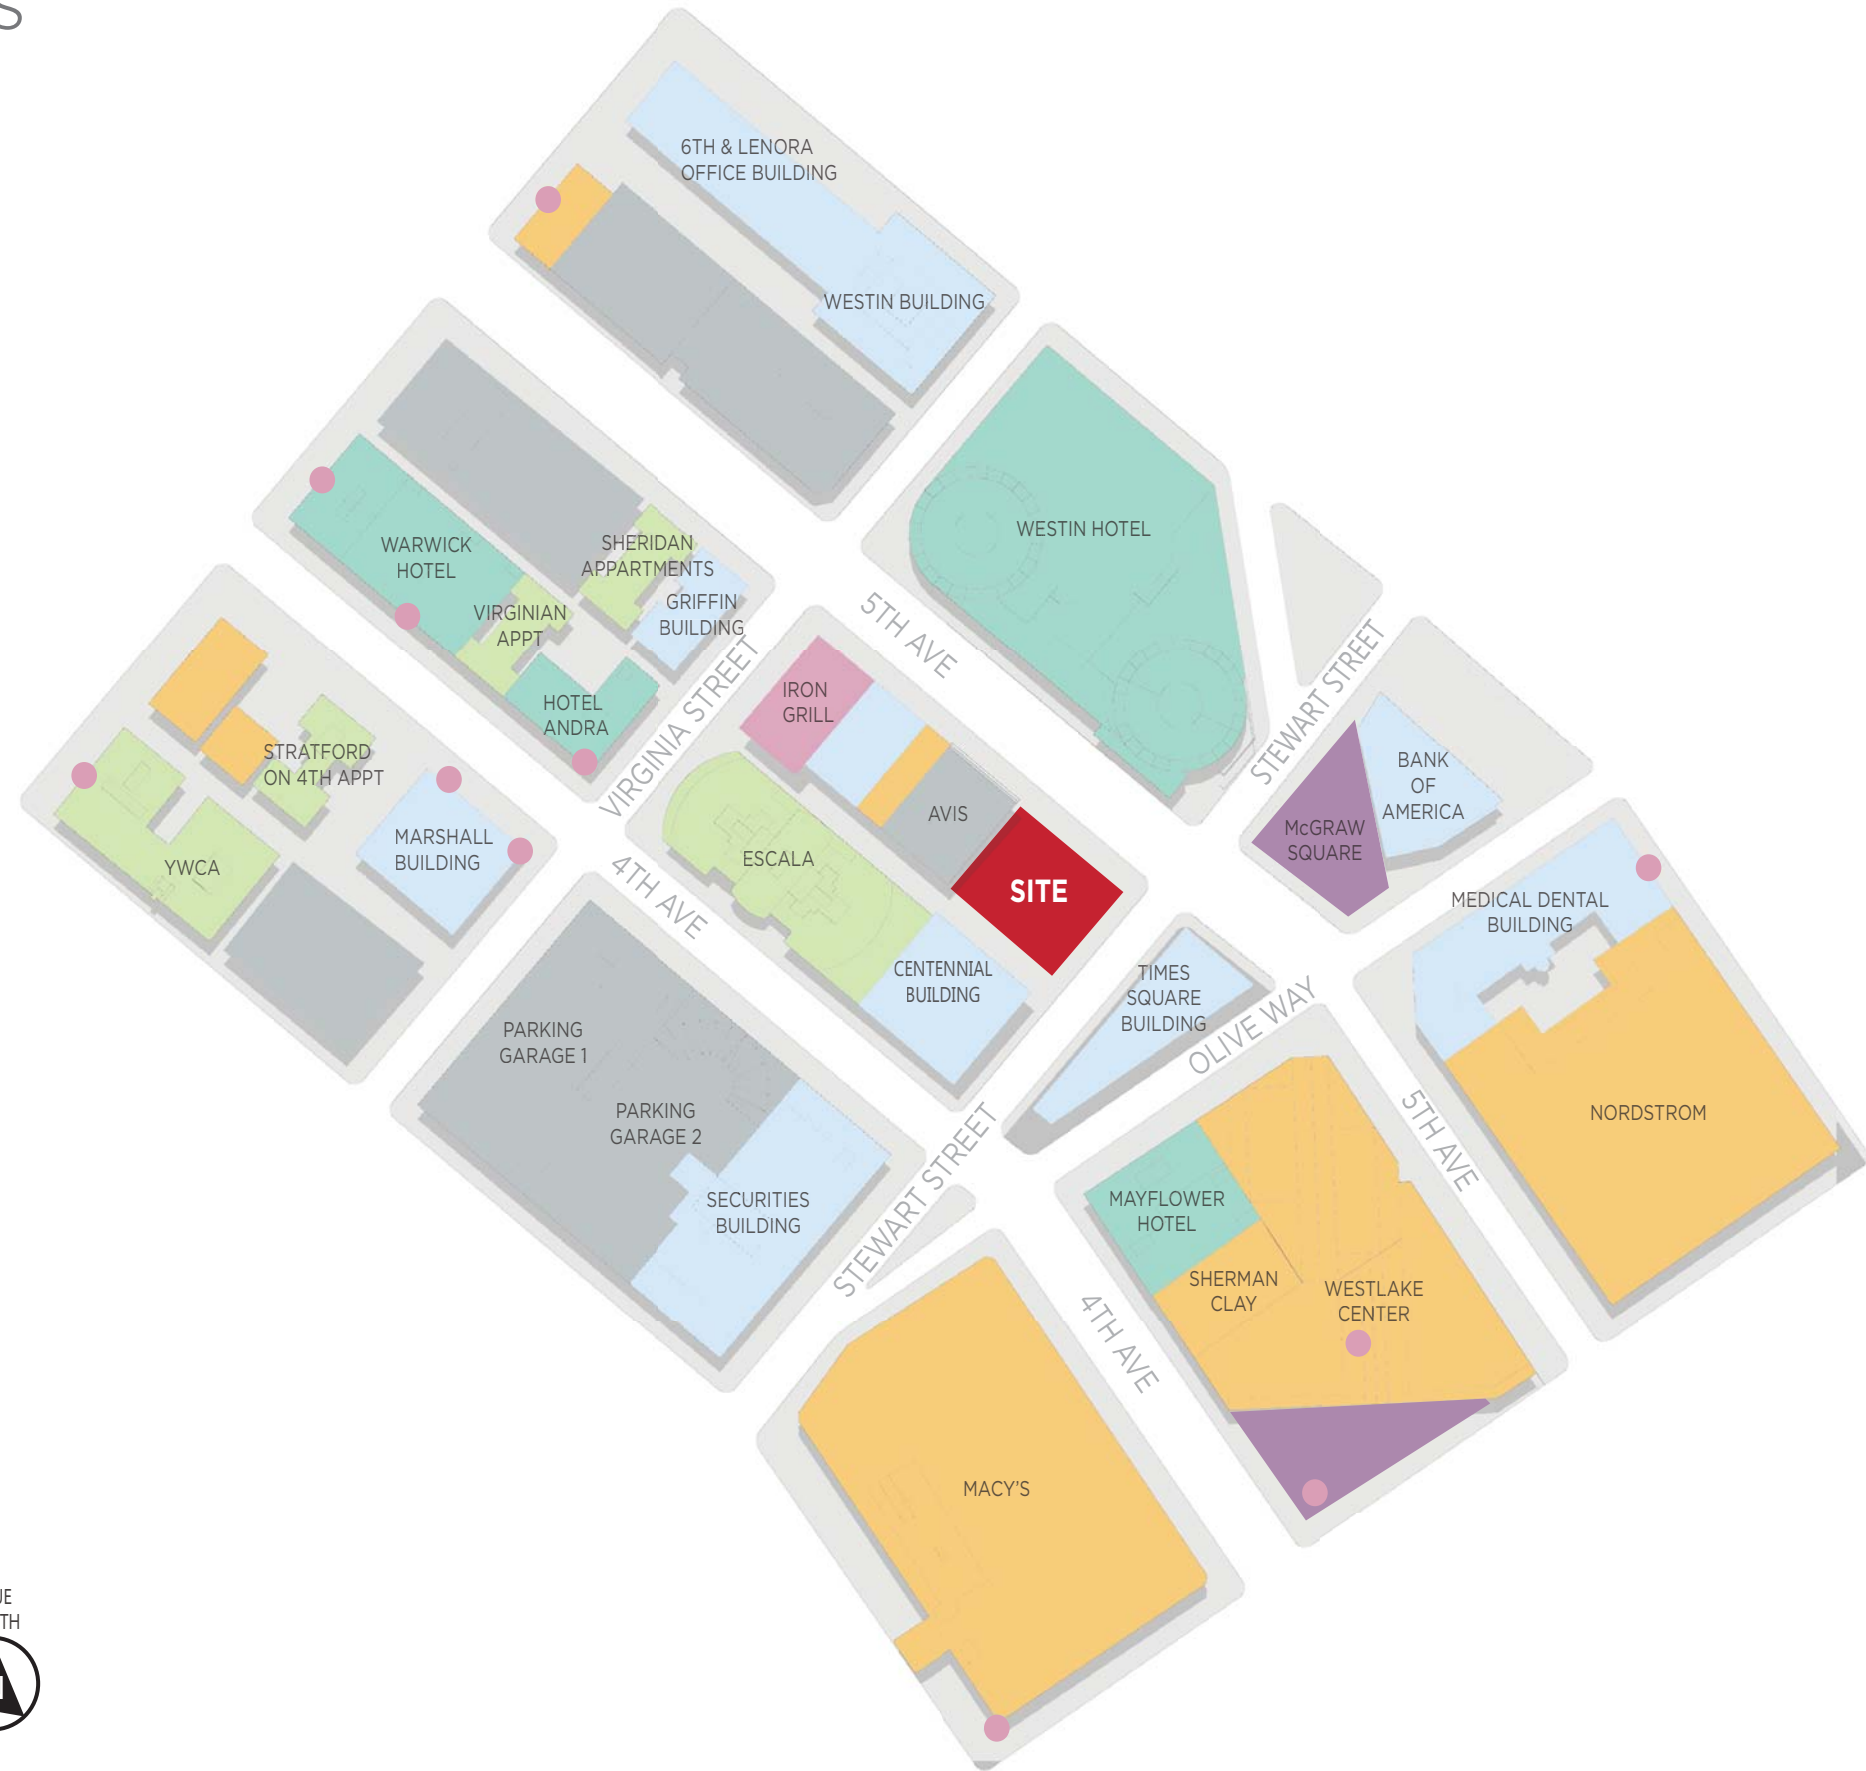 S
6TH & LENORA
OFFICE BUILDING
WESTIN BUILDING
WESTIN HOTEL
WARWICK
HOTEL
SHERIDAN
APPARTMENTS
GRIFFIN
BUILDING
VIRGINIAN
APPT
HOTEL
ANDRA
5TH AVE
VIRGINIA STREET
STEWART STREET
IRON
GRILL
AVIS
SITE
ESCALA
CENTENNIAL
BUILDING
STRATFORD
ON 4TH APPT
MARSHALL
BUILDING
YWCA
4TH AVE
BANK
OF
AMERICA
McGRAW
SQUARE
MEDICAL DENTAL
BUILDING
TIMES
SQUARE
BUILDING
OLIVE WAY
PARKING
GARAGE 1
PARKING
GARAGE 2
SECURITIES
BUILDING
STEWART STREET
5TH AVE
NORDSTROM
MAYFLOWER
HOTEL
SHERMAN
CLAY
WESTLAKE
CENTER
4TH AVE
MACY'S
UE
TH